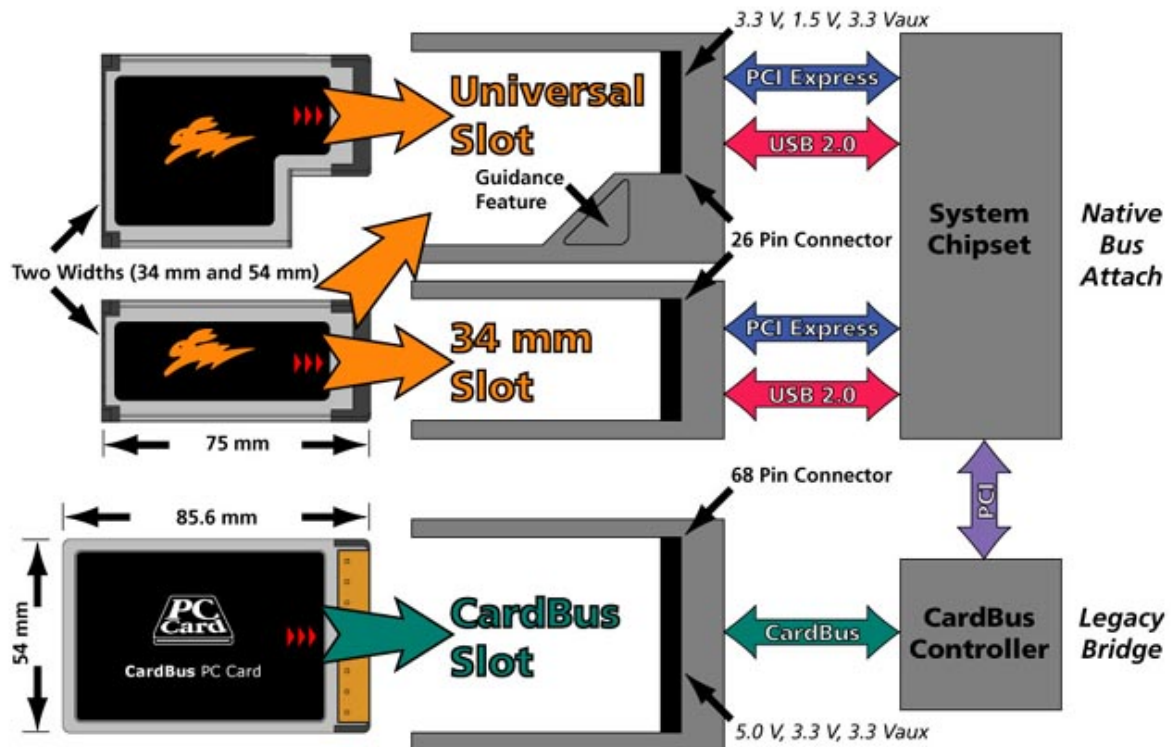 3.3 V, 1.5 V, 3.3 Vaux
Universal
Slot
PCI Express
USB 2.0
Guidance
Feature
26 Pin Connector
System
Chipset
Native
Bus
Attach
Two Widths (34 mm and 54 mm)
34 mm
Slot
PCI Express
USB 2.0
75 mm
68 Pin Connector
PCI
85.6 mm
54 mm
PC
Card
CardBus PC Card
CardBus
Slot
CardBus
CardBus
Controller
Legacy
Bridge
5.0 V, 3.3 V, 3.3 Vaux